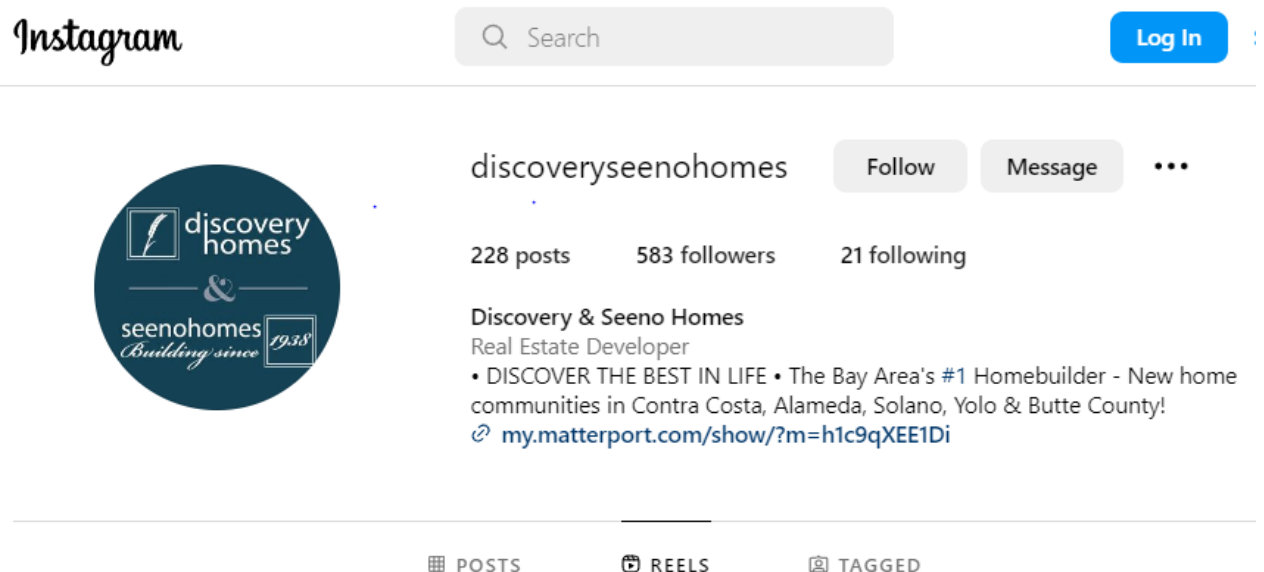 Instagram
Search
Log In
discoveryseenohomes
Follow
Message
228 posts
583 followers
21 following
discovery
homes
&
seenohomes
Building since
1938
Discovery & Seeno Homes
Real Estate Developer
• DISCOVER THE BEST IN LIFE • The Bay Area's #1 Homebuilder - New home
communities in Contra Costa, Alameda, Solano, Yolo & Butte County!
my.matterport.com/show/?m=h1c9qXEE1Di
POSTS
REELS
TAGGED